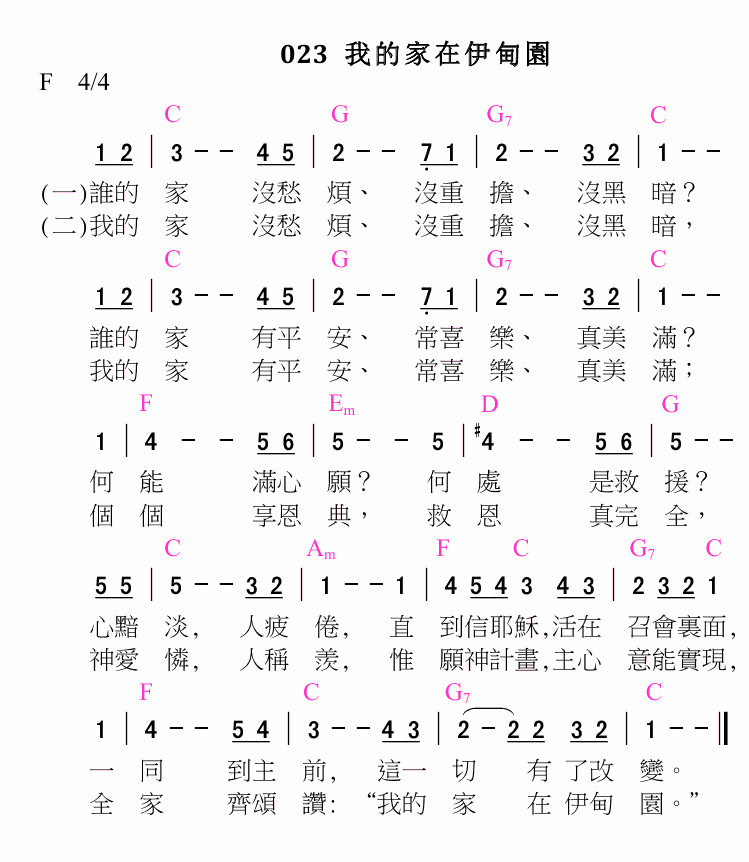 023 我的家在伊甸園
F 4/4
C G G7 C
1 2 | 3 - - 4 5 | 2 - - 7 1 | 2 - - 3 2 | 1 - -
(一)誰的 家 沒愁 煩、 沒重 擔、 沒黑 暗？
(二)我的 家 沒愁 煩、 沒重 擔、 沒黑 暗，
C G G7 C
1 2 | 3 - - 4 5 | 2 - - 7 1 | 2 - - 3 2 | 1 - -
誰的 家 有平 安、 常喜 樂、 真美 滿？
我的 家 有平 安、 常喜 樂、 真美 滿；
F Em D G
1 | 4 - - 5 6 | 5 - - 5 | #4 - - 5 6 | 5 - -
何 能 滿心 願？ 何 處 是救 援？
個 個 享恩 典， 救 恩 真完 全，
C Am F C G7 C
5 5 | 5 - - 3 2 | 1 - - 1 | 4 5 4 3 4 3 | 2 3 2 1
心黯 淡， 人疲 倦， 直 到信耶穌，活在 召會裏面，
神愛 憐， 人稱 羨， 惟 願神計畫，主心 意能實現，
F C G7 C
1 | 4 - - 5 4 | 3 - - 4 3 | 2 - 2 2 3 2 | 1 - - ‖
一 同 到主 前， 這一 切 有 了改 變。
全 家 齊頌 讚：“我的 家 在 伊甸 園。”